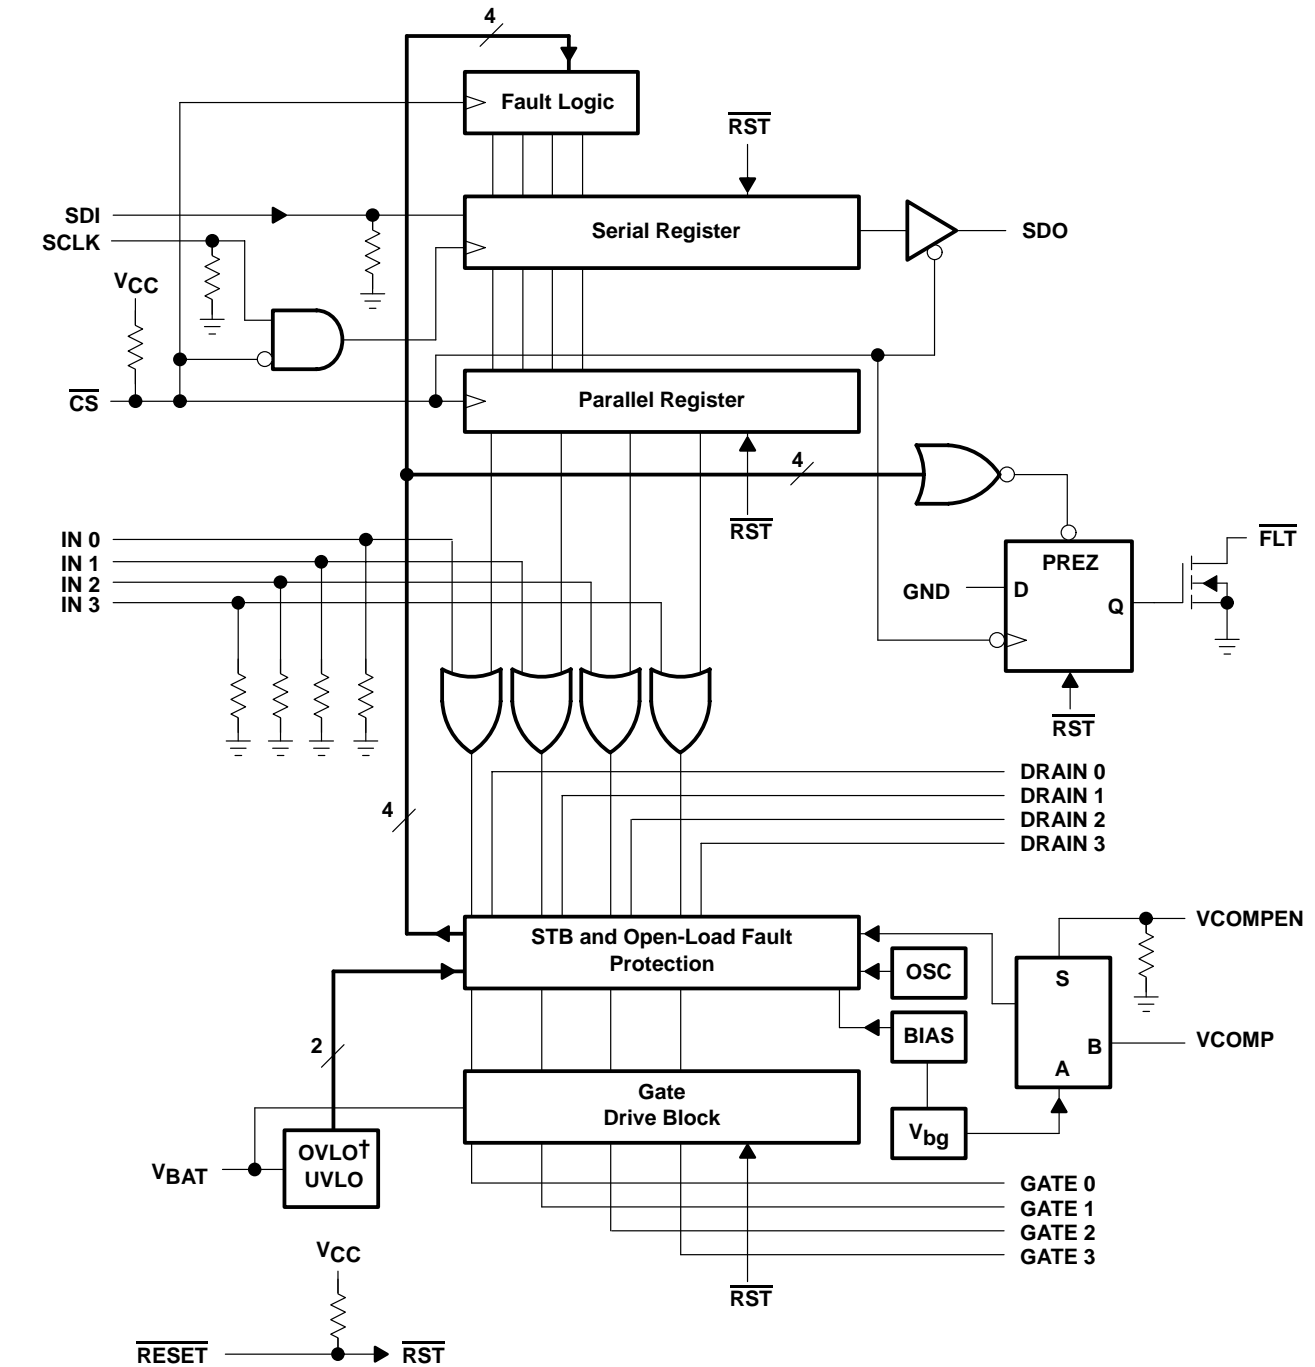 4
Fault Logic
RST
SDI
SCLK
Serial Register
SDO
VCC
CS
Parallel Register
4
RST
IN 0
IN 1
IN 2
IN 3
FLT
PREZ
GND
D
Q
RST
DRAIN 0
DRAIN 1
DRAIN 2
DRAIN 3
4
STB and Open-Load Fault
Protection
OSC
BIAS
Vbg
VCOMPEN
S
B
A
VCOMP
2
Gate
Drive Block
VBAT
OVLO†
UVLO
GATE 0
GATE 1
GATE 2
GATE 3
RST
VCC
RESET
RST